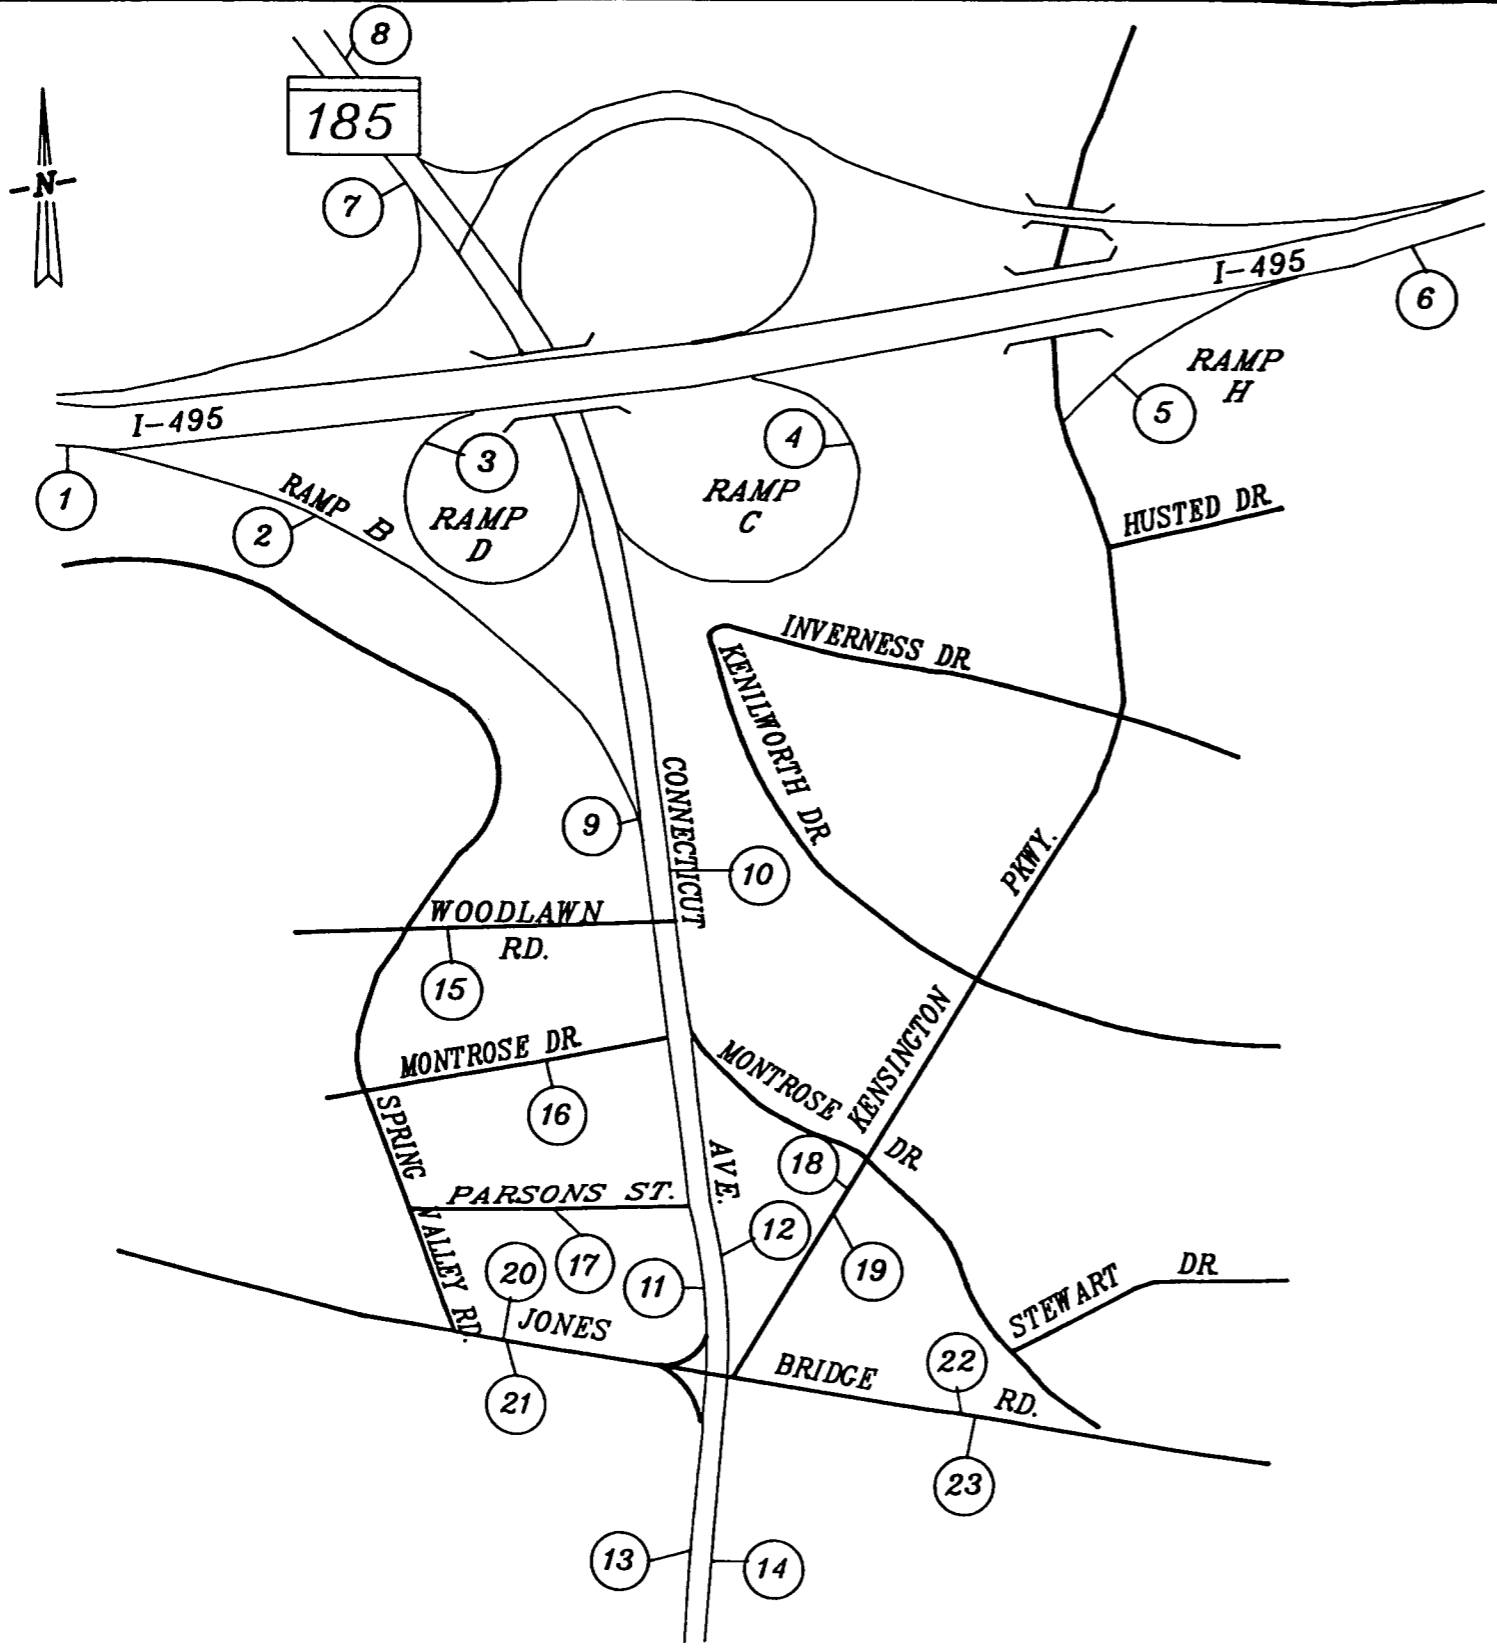 8
185
N
7
I-495
6
I-495
RAMP
H
5
3
4
1
RAMP B
2
RAMP
D
RAMP
C
HUSTED DR.
INVERNESS DR.
KENILWORTH DR.
CONNECTICUT
9
10
PKWY.
WOODLAWN
RD.
15
KENSINGTON
MONTROSE DR.
MONTROSE
16
SPRING
AVE.
18
DR.
PARSONS ST.
VALLEY RD.
12
17
20
11
19
STEWART
DR.
JONES
BRIDGE
22
RD.
21
23
13
14